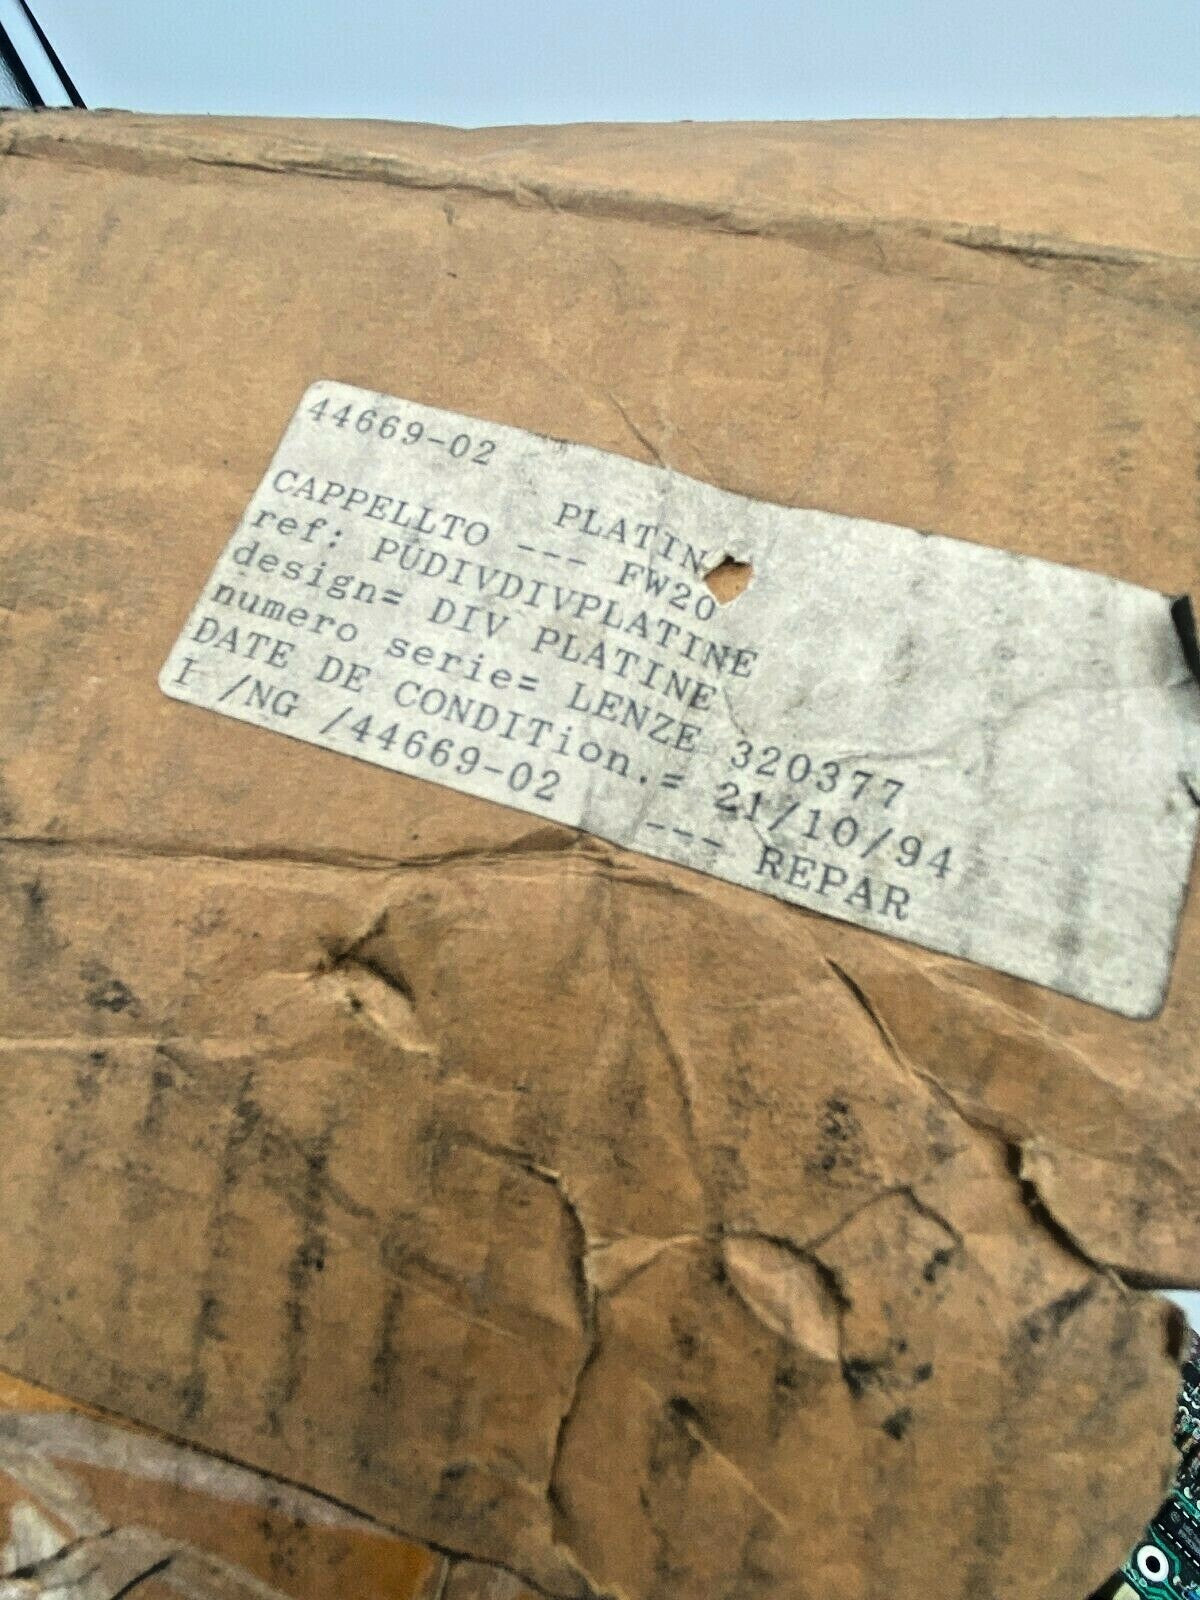 44669-02
PLATIN
CAPPELLTO --- FW20
ref: PUDIVDIVPLATINE
design= DIV PLATINE
numero serie= LENZE 320377
DATE DE CONDITion.= 21/10/94
I /NG /44669-02 --- REPAR